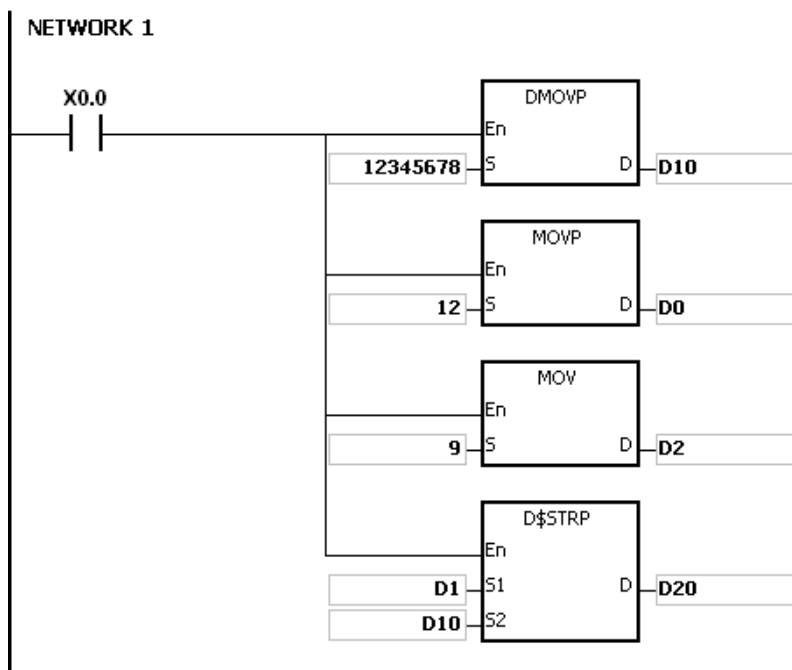 NETWORK 1
X0.0
DMOVP
En
12345678 S D D10
MOVP
En
12 S D D0
MOV
En
9 S D D2
D$STRP
En
D1 S1 D D20
D10 S2